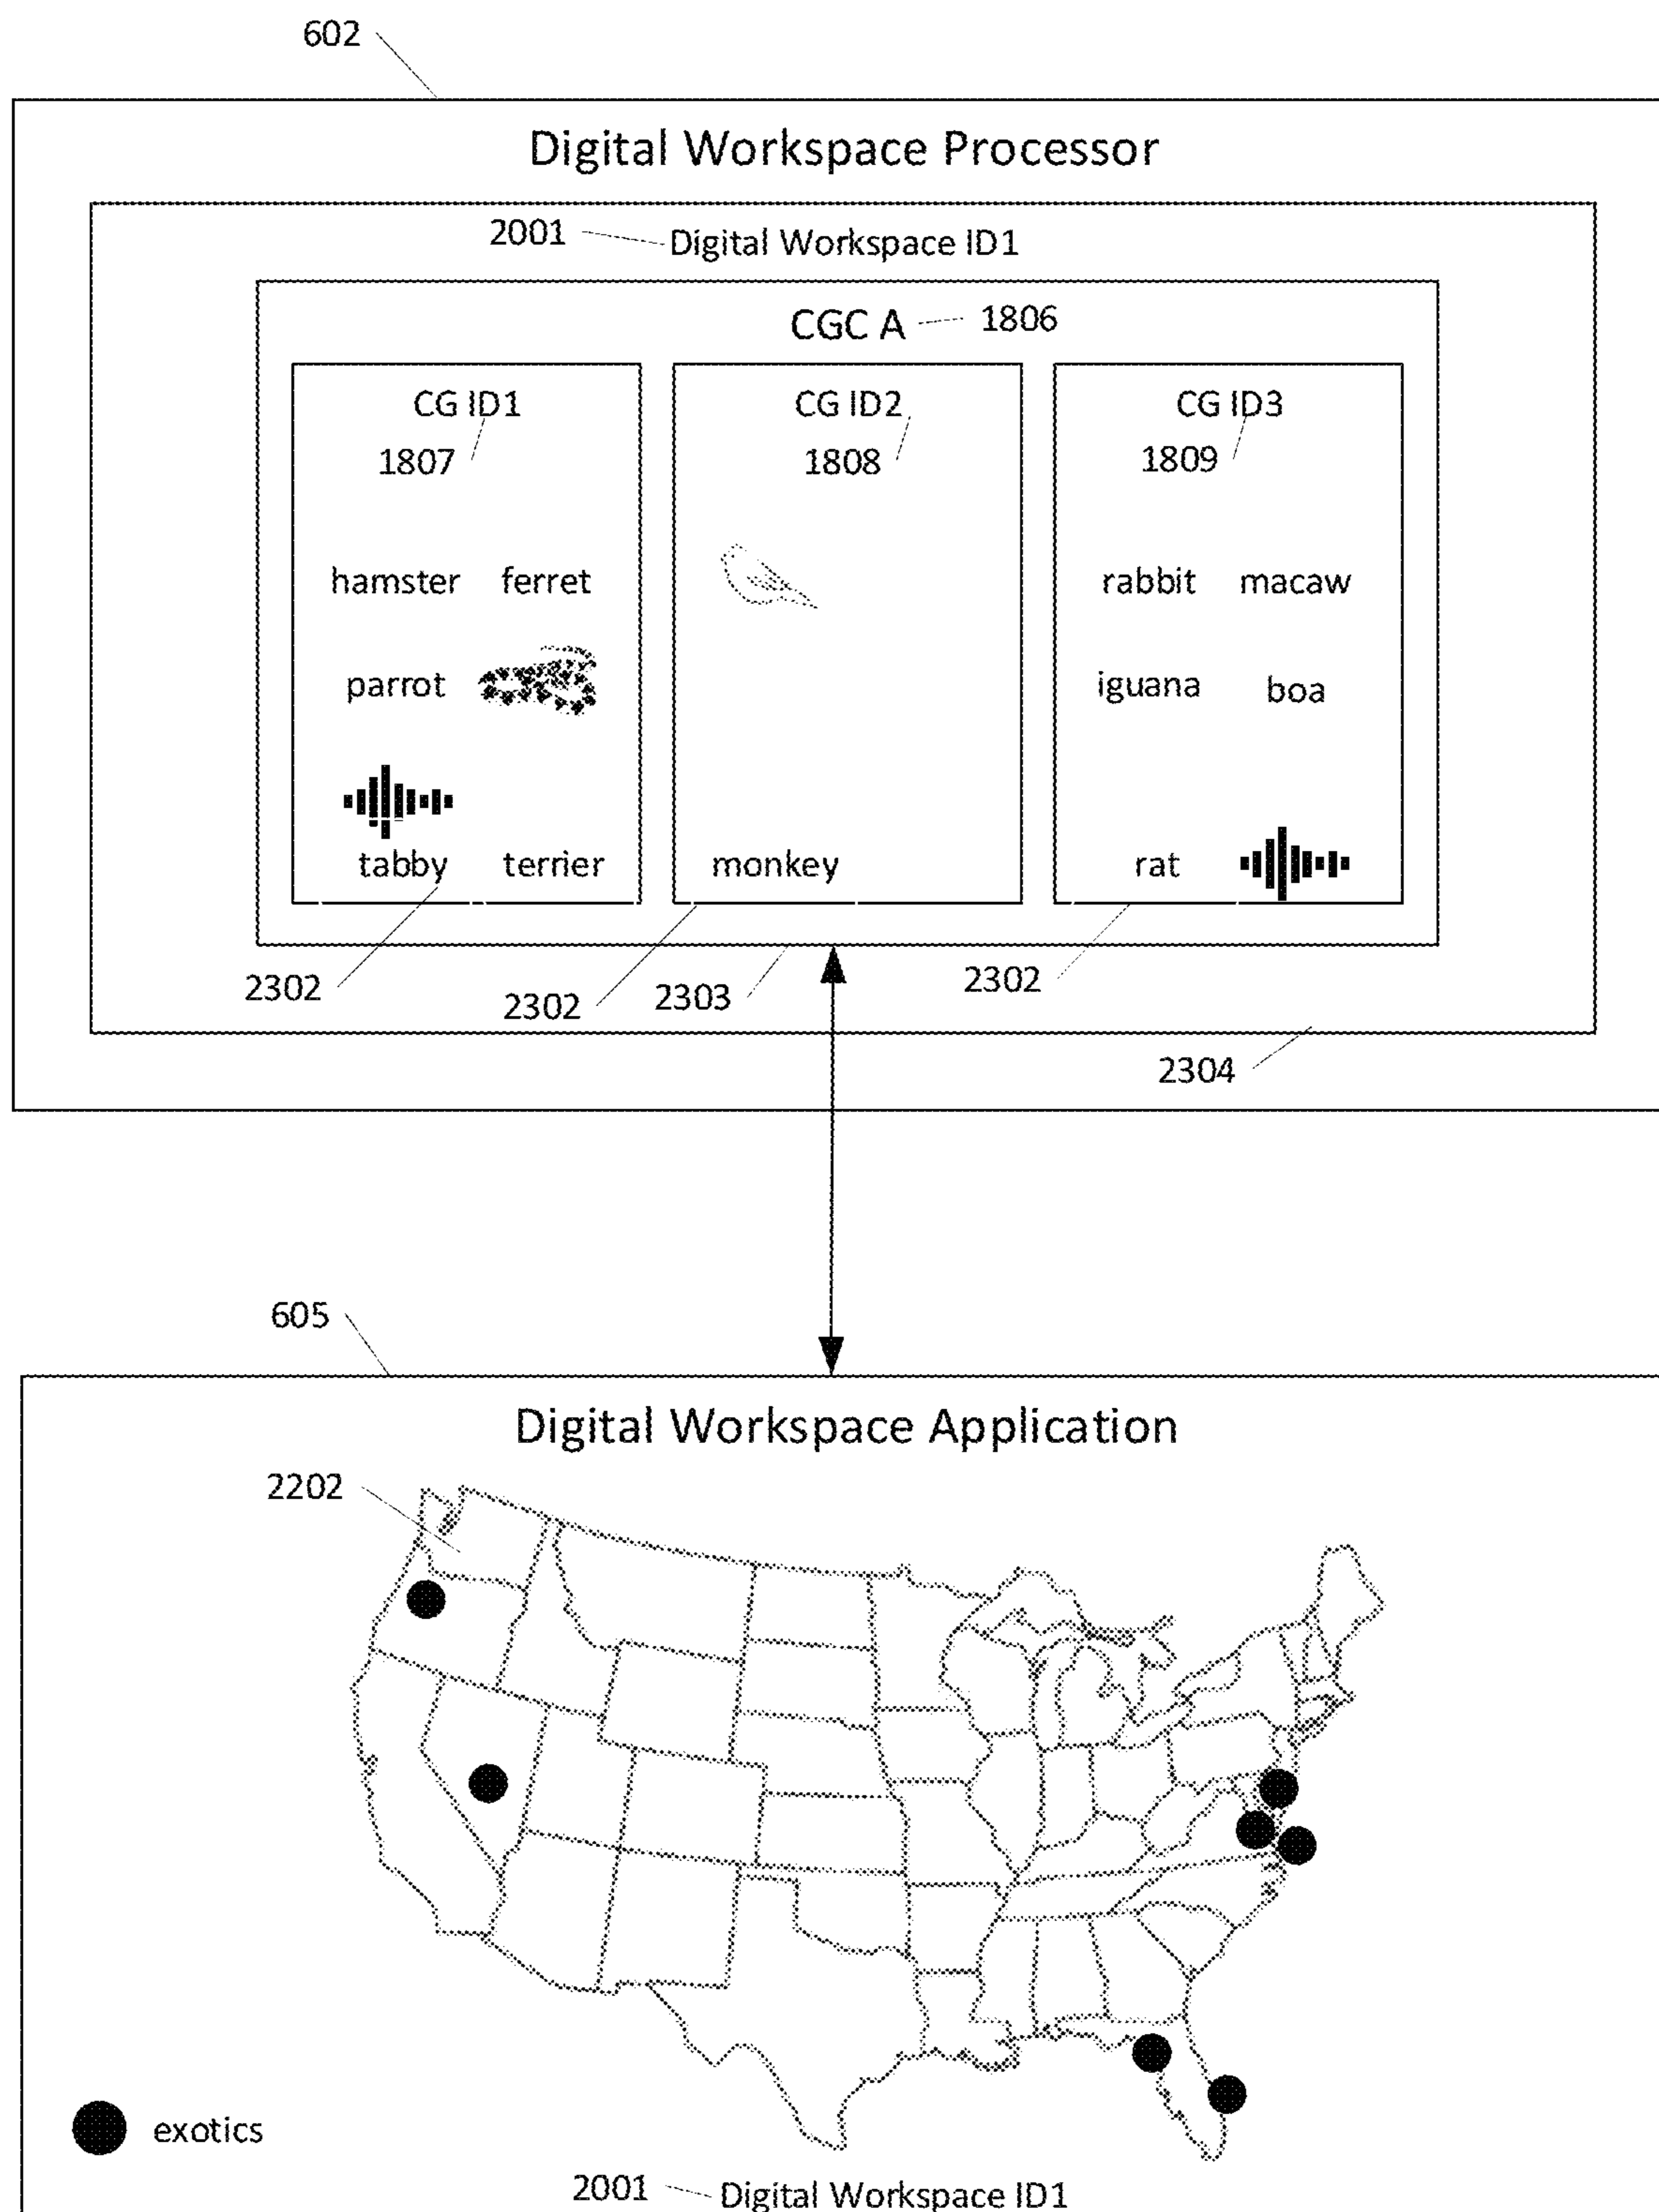 602
Digital Workspace Processor
2001 Digital Workspace ID1
CGC A 1806
CG ID1 CG ID2 CG ID3
1807 1808 1809
hamster ferret rabbit macaw
parrot iguana boa
tabby terrier monkey rat
2302 2302 2303 2302
2304
605
Digital Workspace Application
2202
exotics
2001 Digital Workspace ID1